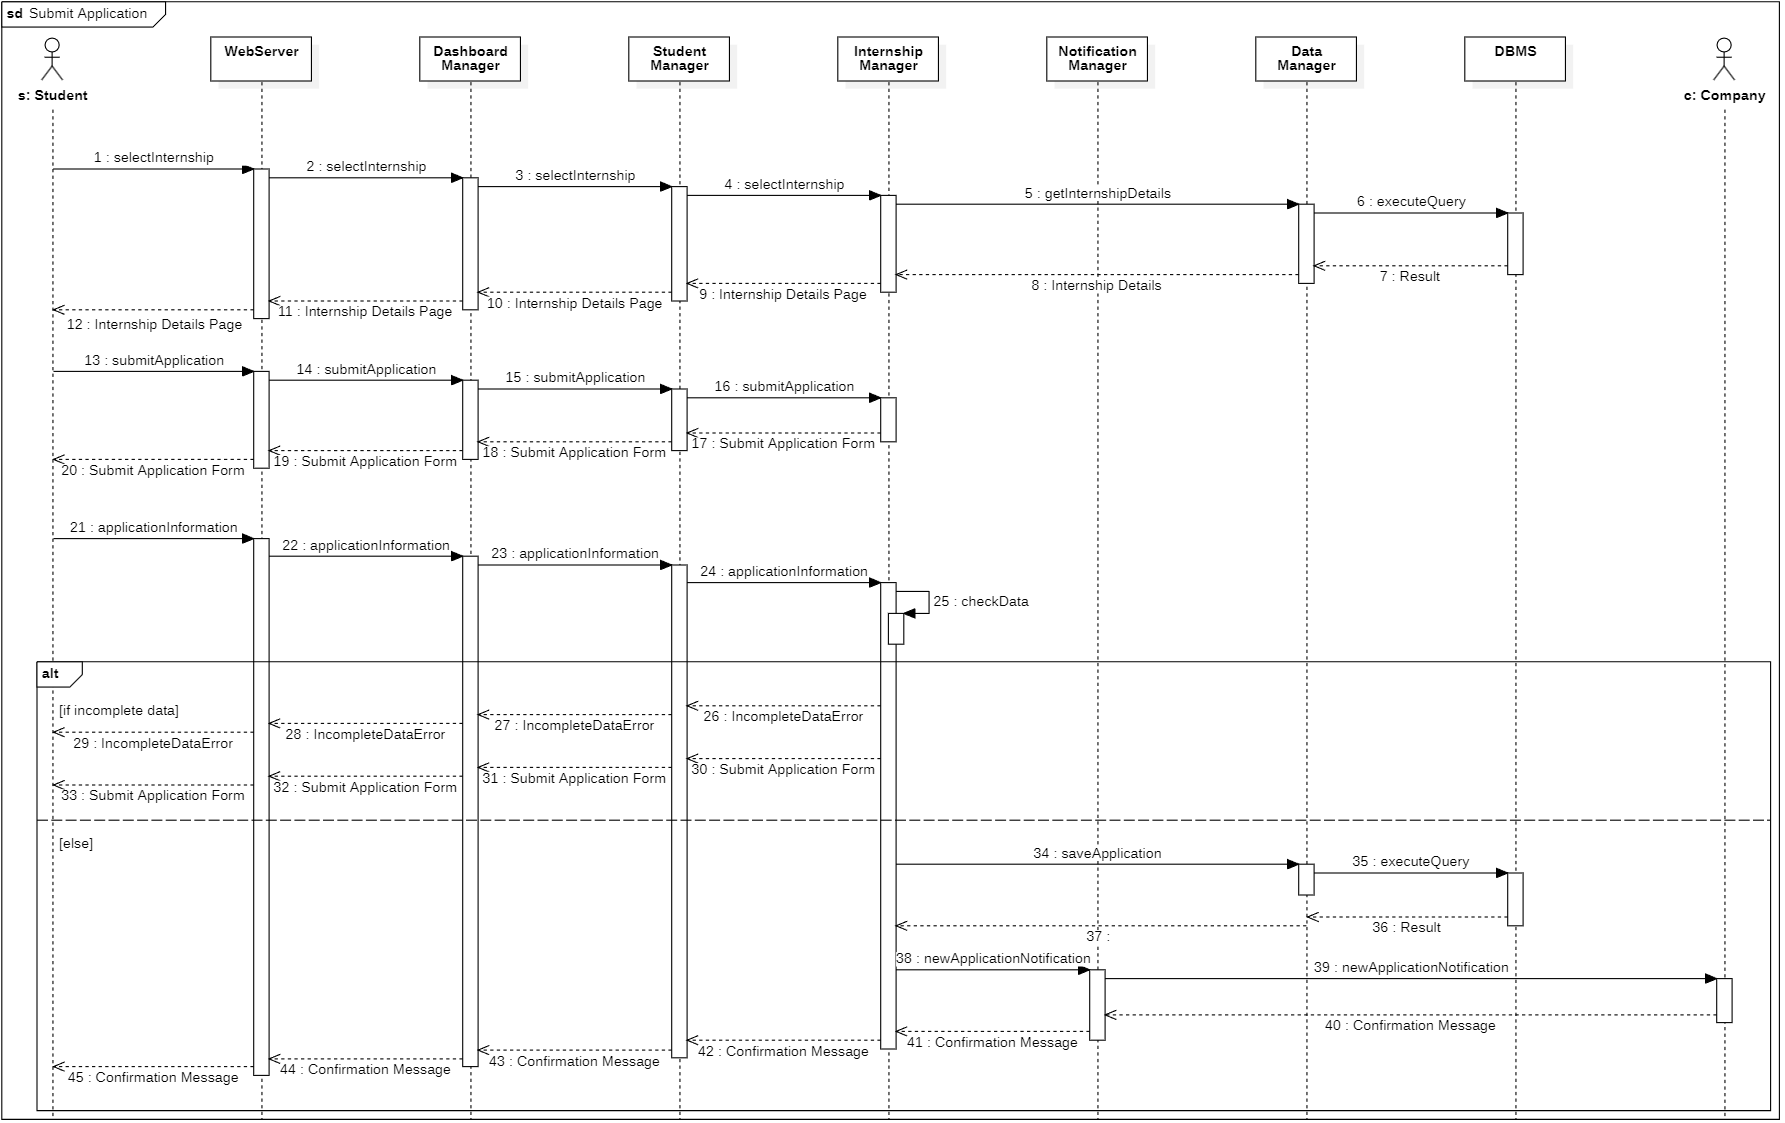 sd Submit Application
s: Student
WebServer
Dashboard
Manager
Student
Manager
Internship
Manager
Notification
Manager
Data
Manager
DBMS
c: Company
1 : selectInternship
2 : selectInternship
3 : selectInternship
4 : selectInternship
5 : getInternshipDetails
6 : executeQuery
7 : Result
8 : Internship Details
9 : Internship Details Page
10 : Internship Details Page
11 : Internship Details Page
12 : Internship Details Page
13 : submitApplication
14 : submitApplication
15 : submitApplication
16 : submitApplication
17 : Submit Application Form
18 : Submit Application Form
19 : Submit Application Form
20 : Submit Application Form
21 : applicationInformation
22 : applicationInformation
23 : applicationInformation
24 : applicationInformation
25 : checkData
alt
[if incomplete data]
26 : IncompleteDataError
27 : IncompleteDataError
28 : IncompleteDataError
29 : IncompleteDataError
30 : Submit Application Form
31 : Submit Application Form
32 : Submit Application Form
33 : Submit Application Form
[else]
34 : saveApplication
35 : executeQuery
36 : Result
37 :
38 : newApplicationNotification
39 : newApplicationNotification
40 : Confirmation Message
41 : Confirmation Message
42 : Confirmation Message
43 : Confirmation Message
44 : Confirmation Message
45 : Confirmation Message